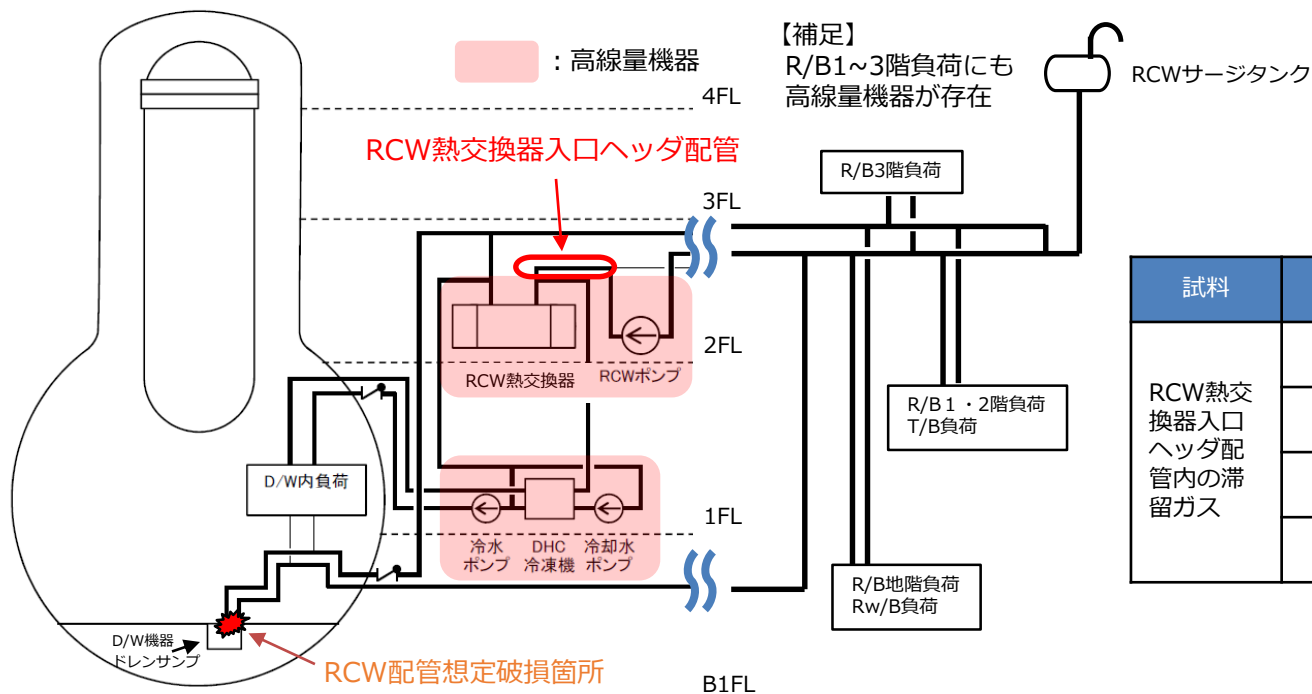 ：高線量機器
【補足】
R/B1~3階負荷にも
高線量機器が存在
RCWサージタンク
4FL
RCW熱交換器入口ヘッダ配管
R/B3階負荷
3FL
試料
2FL
RCW熱交換器
RCWポンプ
RCW熱交
換器入口
ヘッダ配
管内の滞
留ガス
R/B１・2階負荷
T/B負荷
D/W内負荷
1FL
冷水
ポンプ
DHC
冷凍機
冷却水
ポンプ
R/B地階負荷
Rw/B負荷
D/W機器
ドレンサンプ
RCW配管想定破損箇所
B1FL